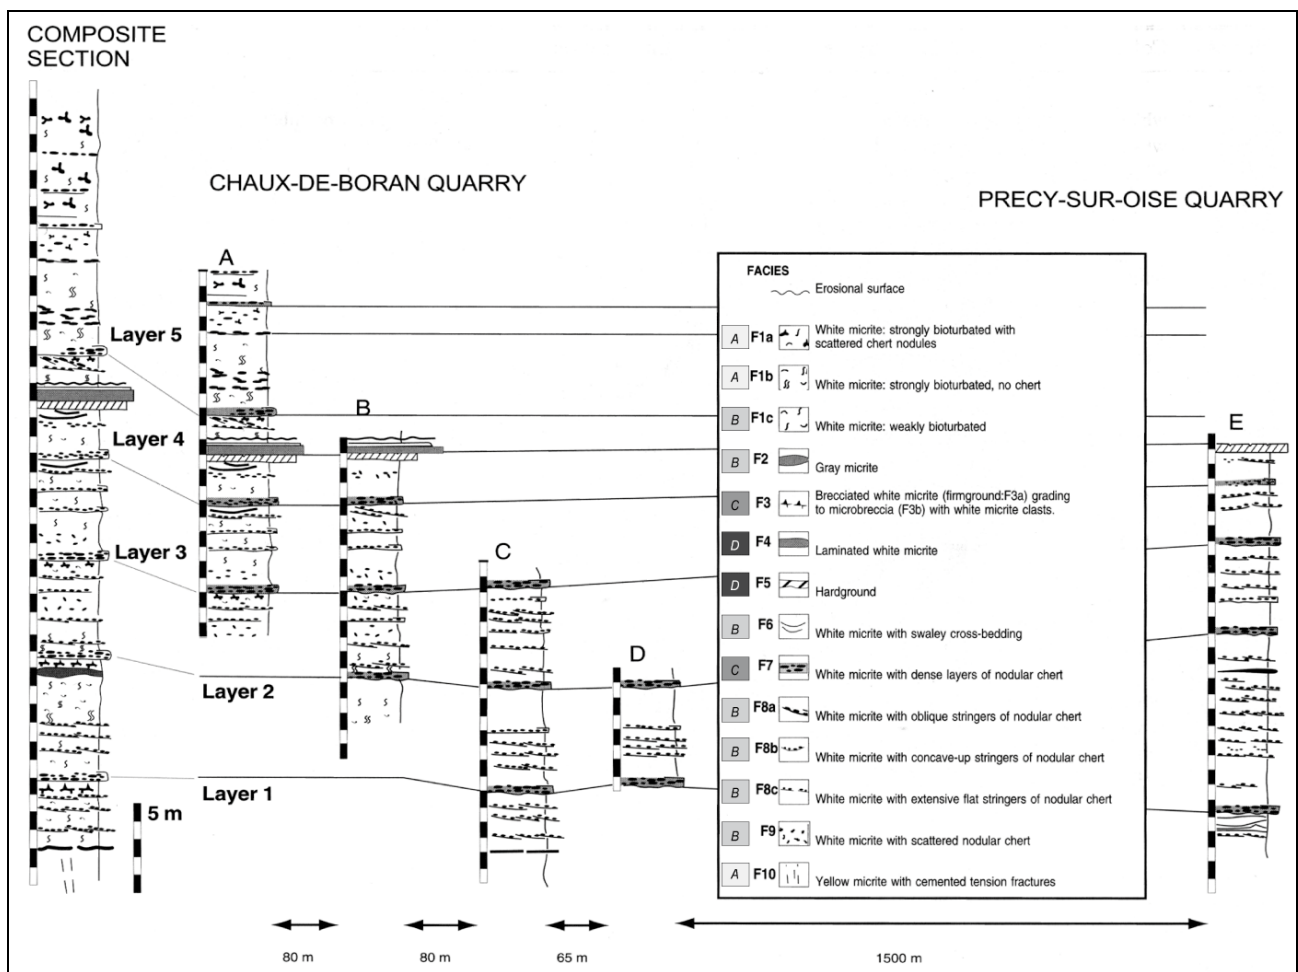 COMPOSITE
SECTION
CHAUX-DE-BORAN QUARRY
PRECY-SUR-OISE QUARRY
A
B
C
D
E
Layer 5
Layer 4
Layer 3
Layer 2
Layer 1
5 m
FACIES
Erosional surface
A F1a White micrite: strongly bioturbated with
scattered chert nodules
A F1b White micrite: strongly bioturbated, no chert
B F1c White micrite: weakly bioturbated
B F2 Gray micrite
C F3 Brecciated white micrite (firmground:F3a) grading
to microbreccia (F3b) with white micrite clasts.
D F4 Laminated white micrite
D F5 Hardground
B F6 White micrite with swaley cross-bedding
C F7 White micrite with dense layers of nodular chert
B F8a White micrite with oblique stringers of nodular chert
B F8b White micrite with concave-up stringers of nodular chert
B F8c White micrite with extensive flat stringers of nodular chert
B F9 White micrite with scattered nodular chert
A F10 Yellow micrite with cemented tension fractures
80 m
80 m
65 m
1500 m